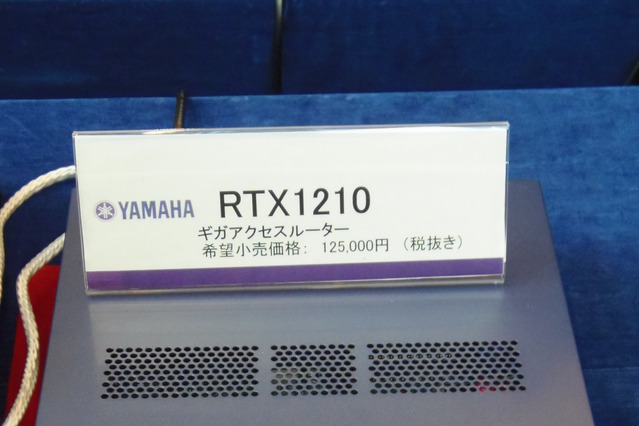 YAMAHA RTX1210
ギガアクセスルーター
希望小売価格: 125,000円 (税抜き)